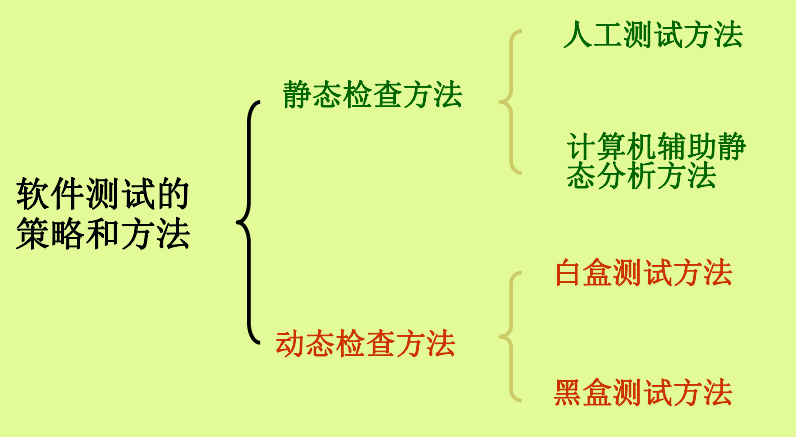 软件测试的
策略和方法
静态检查方法
人工测试方法
计算机辅助静
态分析方法
动态检查方法
白盒测试方法
黑盒测试方法